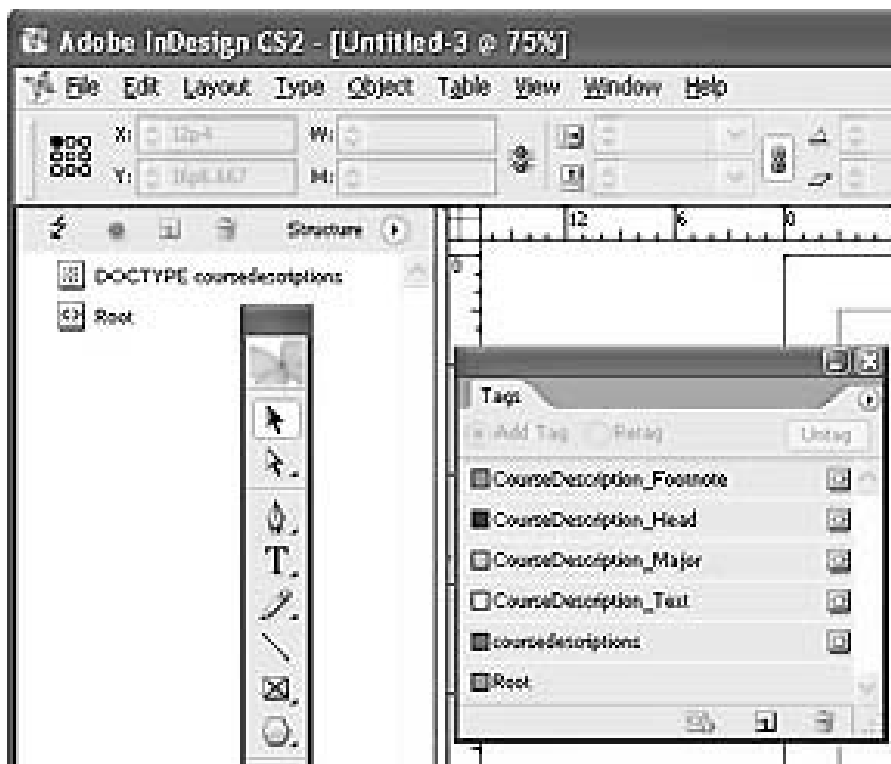 Adobe InDesign CS2 - [Untitled-3 @ 75%]
File Edit Layout Type Object Table View Window Help
X: 12p4 W:
Y: H:
Structure
12 6 0
DOCTYPE coursedescriptions
0
Root
Tags
Add Tag Retag Untag
CourseDescription_Footnote
CourseDescription_Head
CourseDescription_Major
CourseDescription_Text
coursedescriptions
Root